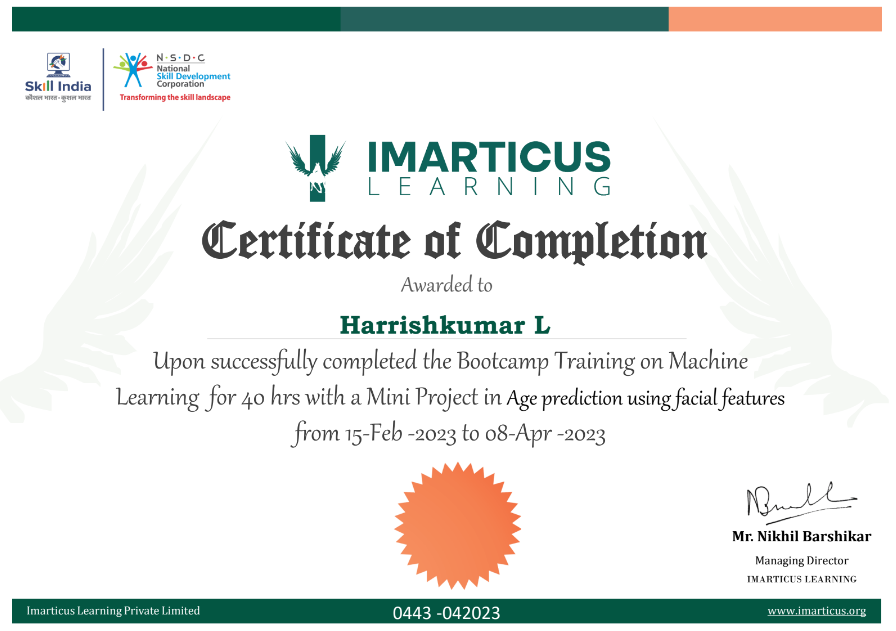 Skill India
कौशल भारत-कुशल भारत
N·S·D·C
National
Skill Development
Corporation
Transforming the skill landscape
IMARTICUS
LEARNING
Certificate of Completion
Awarded to
Harrishkumar L
Upon successfully completed the Bootcamp Training on Machine
Learning for 40 hrs with a Mini Project in Age prediction using facial features
from 15-Feb -2023 to 08-Apr -2023
Mr. Nikhil Barshikar
Managing Director
IMARTICUS LEARNING
Imarticus Learning Private Limited
0443 -042023
www.imarticus.org